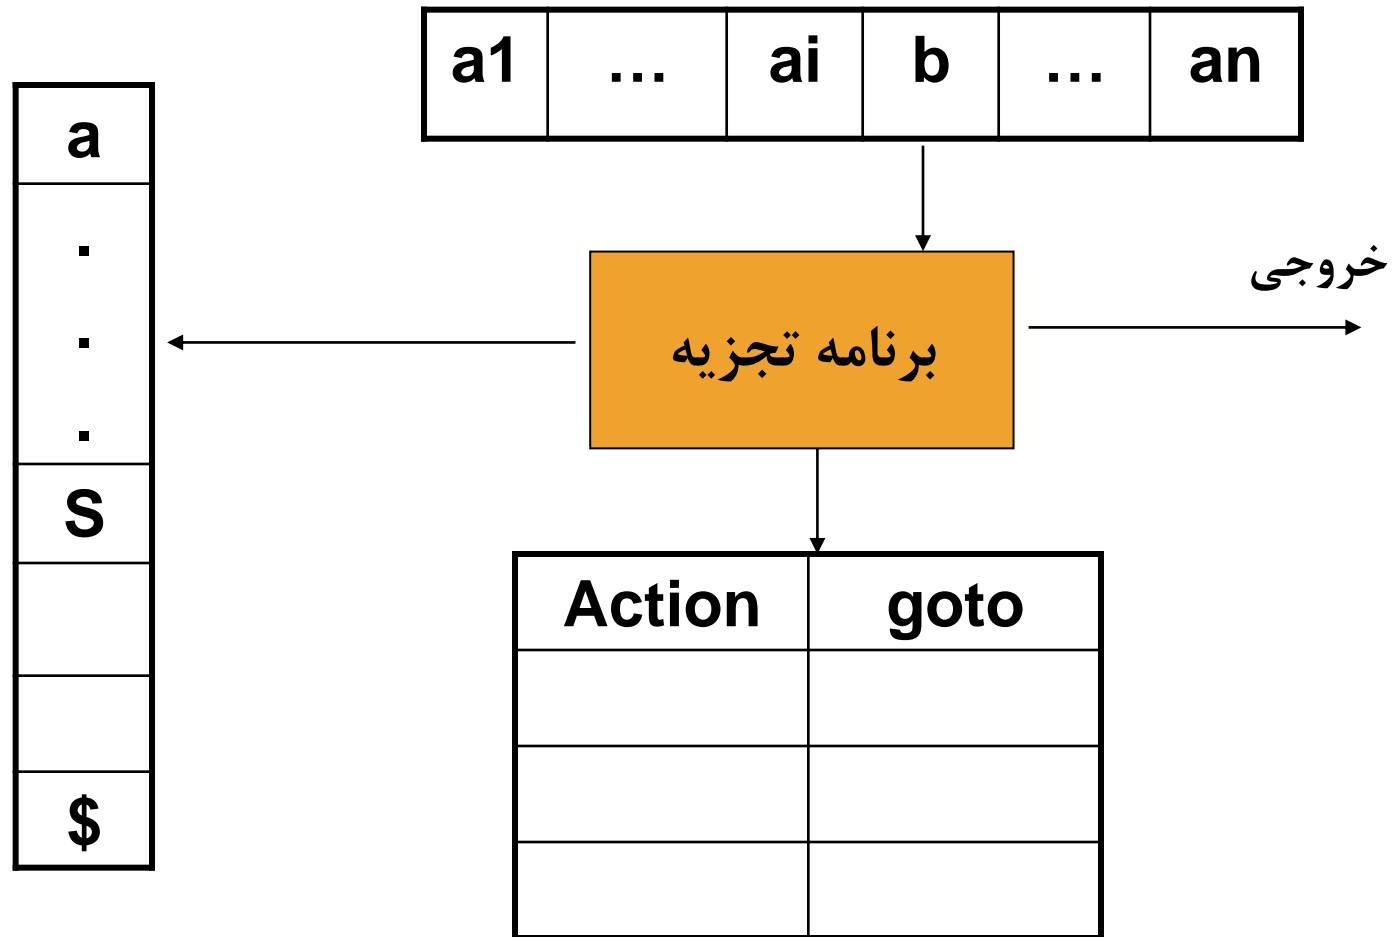 a1 … ai b … an
a
.
.
.
S
$
برنامه تجزیه
خروجی
Action goto